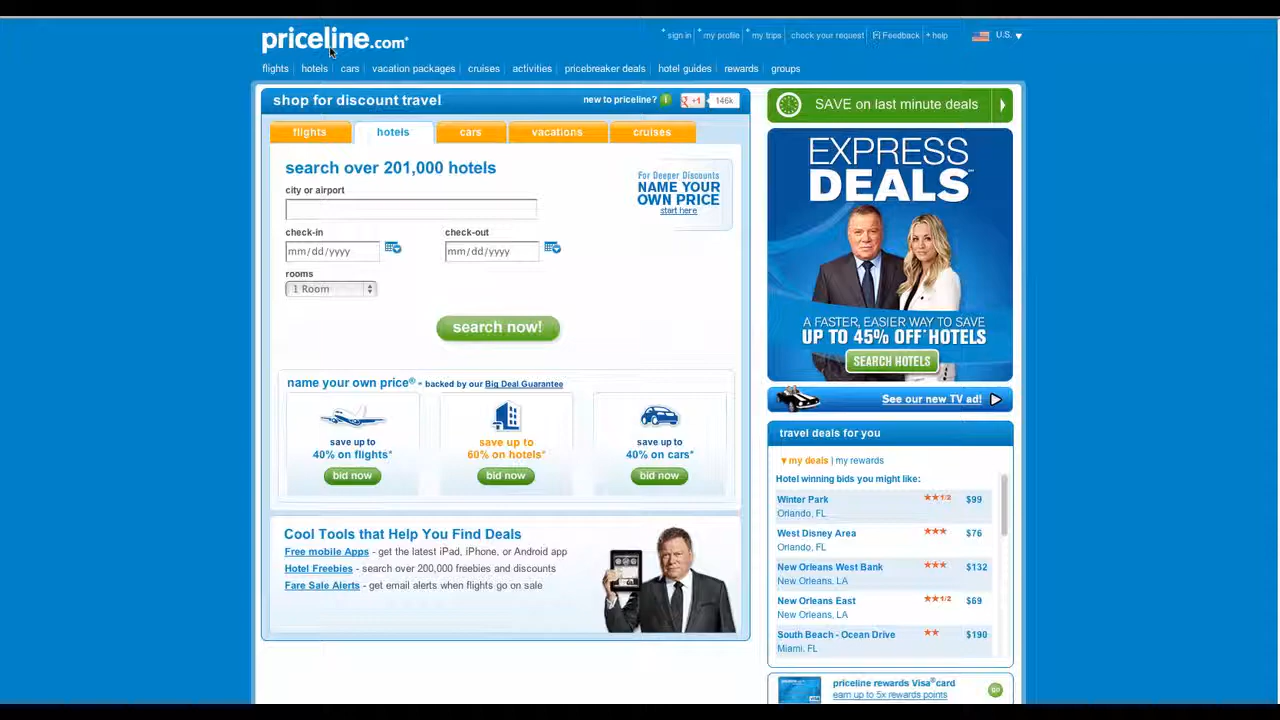 priceline.com®
sign in | my profile | my trips | check your request | [F] Feedback | + help U.S.
flights | hotels | cars | vacation packages | cruises | activities | pricebreaker deals | hotel guides | rewards | groups
shop for discount travel
new to priceline? i
+1 146k
flights hotels cars vacations cruises
search over 201,000 hotels
city or airport
check-in check-out
mm/dd/yyyy mm/dd/yyyy
rooms
1 Room
search now!
For Deeper Discounts
NAME YOUR
OWN PRICE
start here
name your own price® - backed by our Big Deal Guarantee
save up to
40% on flights*
bid now
save up to
60% on hotels*
bid now
save up to
40% on cars*
bid now
Cool Tools that Help You Find Deals
Free mobile Apps - get the latest iPad, iPhone, or Android app
Hotel Freebies - search over 200,000 freebies and discounts
Fare Sale Alerts - get email alerts when flights go on sale
SAVE on last minute deals
EXPRESS
DEALS
A FASTER, EASIER WAY TO SAVE
UP TO 45% OFF* HOTELS
SEARCH HOTELS
See our new TV ad!
travel deals for you
my deals | my rewards
Hotel winning bids you might like:
Winter Park ★★1/2 $99
Orlando, FL
West Disney Area ★★★ $76
Orlando, FL
New Orleans West Bank ★★★ $132
New Orleans, LA
New Orleans East ★★1/2 $69
New Orleans, LA
South Beach - Ocean Drive ★★ $190
Miami, FL
priceline rewards Visa® card
earn up to 5x rewards points
go